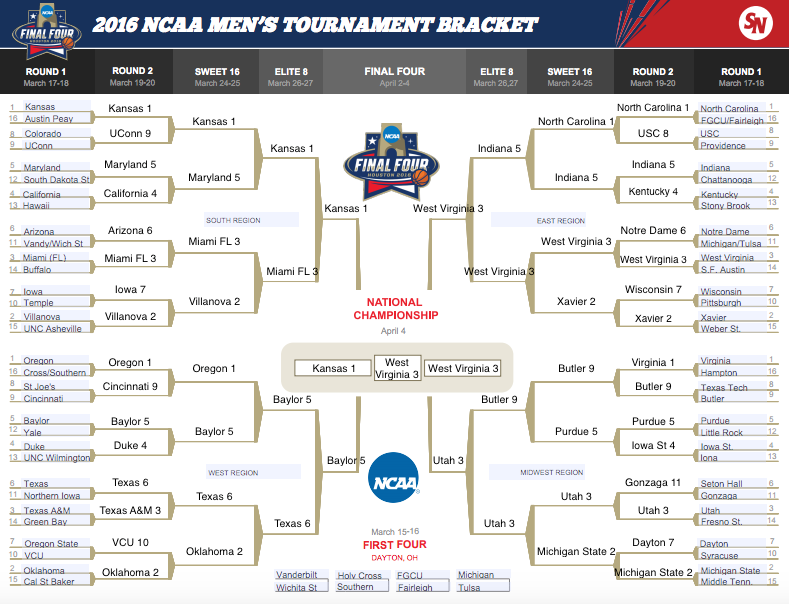 2016 NCAA MEN'S TOURNAMENT BRACKET
NCAA
FINAL FOUR
HOUSTON 2016
SN
ROUND 1
March 17-18
ROUND 2
March 19-20
SWEET 16
March 24-25
ELITE 8
March 26-27
FINAL FOUR
April 2-4
ELITE 8
March 26,27
SWEET 16
March 24-25
ROUND 2
March 19-20
ROUND 1
March 17-18
1 Kansas
16 Austin Peay
8 Colorado
9 UConn
5 Maryland
12 South Dakota St
4 California
13 Hawaii
6 Arizona
11 Vandy/Wich St
3 Miami (FL)
14 Buffalo
7 Iowa
10 Temple
2 Villanova
15 UNC Asheville
Kansas 1
UConn 9
Maryland 5
California 4
Arizona 6
Miami FL 3
Iowa 7
Villanova 2
Kansas 1
Maryland 5
Miami FL 3
Villanova 2
Kansas 1
Miami FL 3
Kansas 1
SOUTH REGION
NCAA
FINAL FOUR
HOUSTON 2016
West Virginia 3
Indiana 5
West Virginia 3
North Carolina 1
Indiana 5
West Virginia 3
Xavier 2
EAST REGION
North Carolina 1
USC 8
Indiana 5
Kentucky 4
Notre Dame 6
West Virginia 3
Wisconsin 7
Xavier 2
North Carolina 1
FGCU/Fairleigh 16
USC 8
Providence 9
Indiana 5
Chattanooga 12
Kentucky 4
Stony Brook 13
Notre Dame 6
Michigan/Tulsa 11
West Virginia 3
S.F. Austin 14
Wisconsin 7
Pittsburgh 10
Xavier 2
Weber St. 15
NATIONAL
CHAMPIONSHIP
April 4
Kansas 1
West
Virginia 3
West Virginia 3
1 Oregon
16 Cross/Southern
8 St Joe's
9 Cincinnati
5 Baylor
12 Yale
4 Duke
13 UNC Wilmington
6 Texas
11 Northern Iowa
3 Texas A&M
14 Green Bay
7 Oregon State
10 VCU
2 Oklahoma
15 Cal St Baker
Oregon 1
Cincinnati 9
Baylor 5
Duke 4
Texas 6
Texas A&M 3
VCU 10
Oklahoma 2
Oregon 1
Baylor 5
Texas 6
Oklahoma 2
Baylor 5
Texas 6
Baylor 5
WEST REGION
NCAA
Utah 3
Butler 9
Utah 3
Butler 9
Purdue 5
Utah 3
Michigan State 2
MIDWEST REGION
Virginia 1
Butler 9
Purdue 5
Iowa St 4
Gonzaga 11
Utah 3
Dayton 7
Michigan State 2
Virginia 1
Hampton 16
Texas Tech 8
Butler 9
Purdue 5
Little Rock 12
Iowa St. 4
Iona 13
Seton Hall 6
Gonzaga 11
Utah 3
Fresno St. 14
Dayton 7
Syracuse 10
Michigan State 2
Middle Tenn. 15
March 15-16
FIRST FOUR
DAYTON, OH
Vanderbilt
Wichita St
Holy Cross
Southern
FGCU
Fairleigh
Michigan
Tulsa